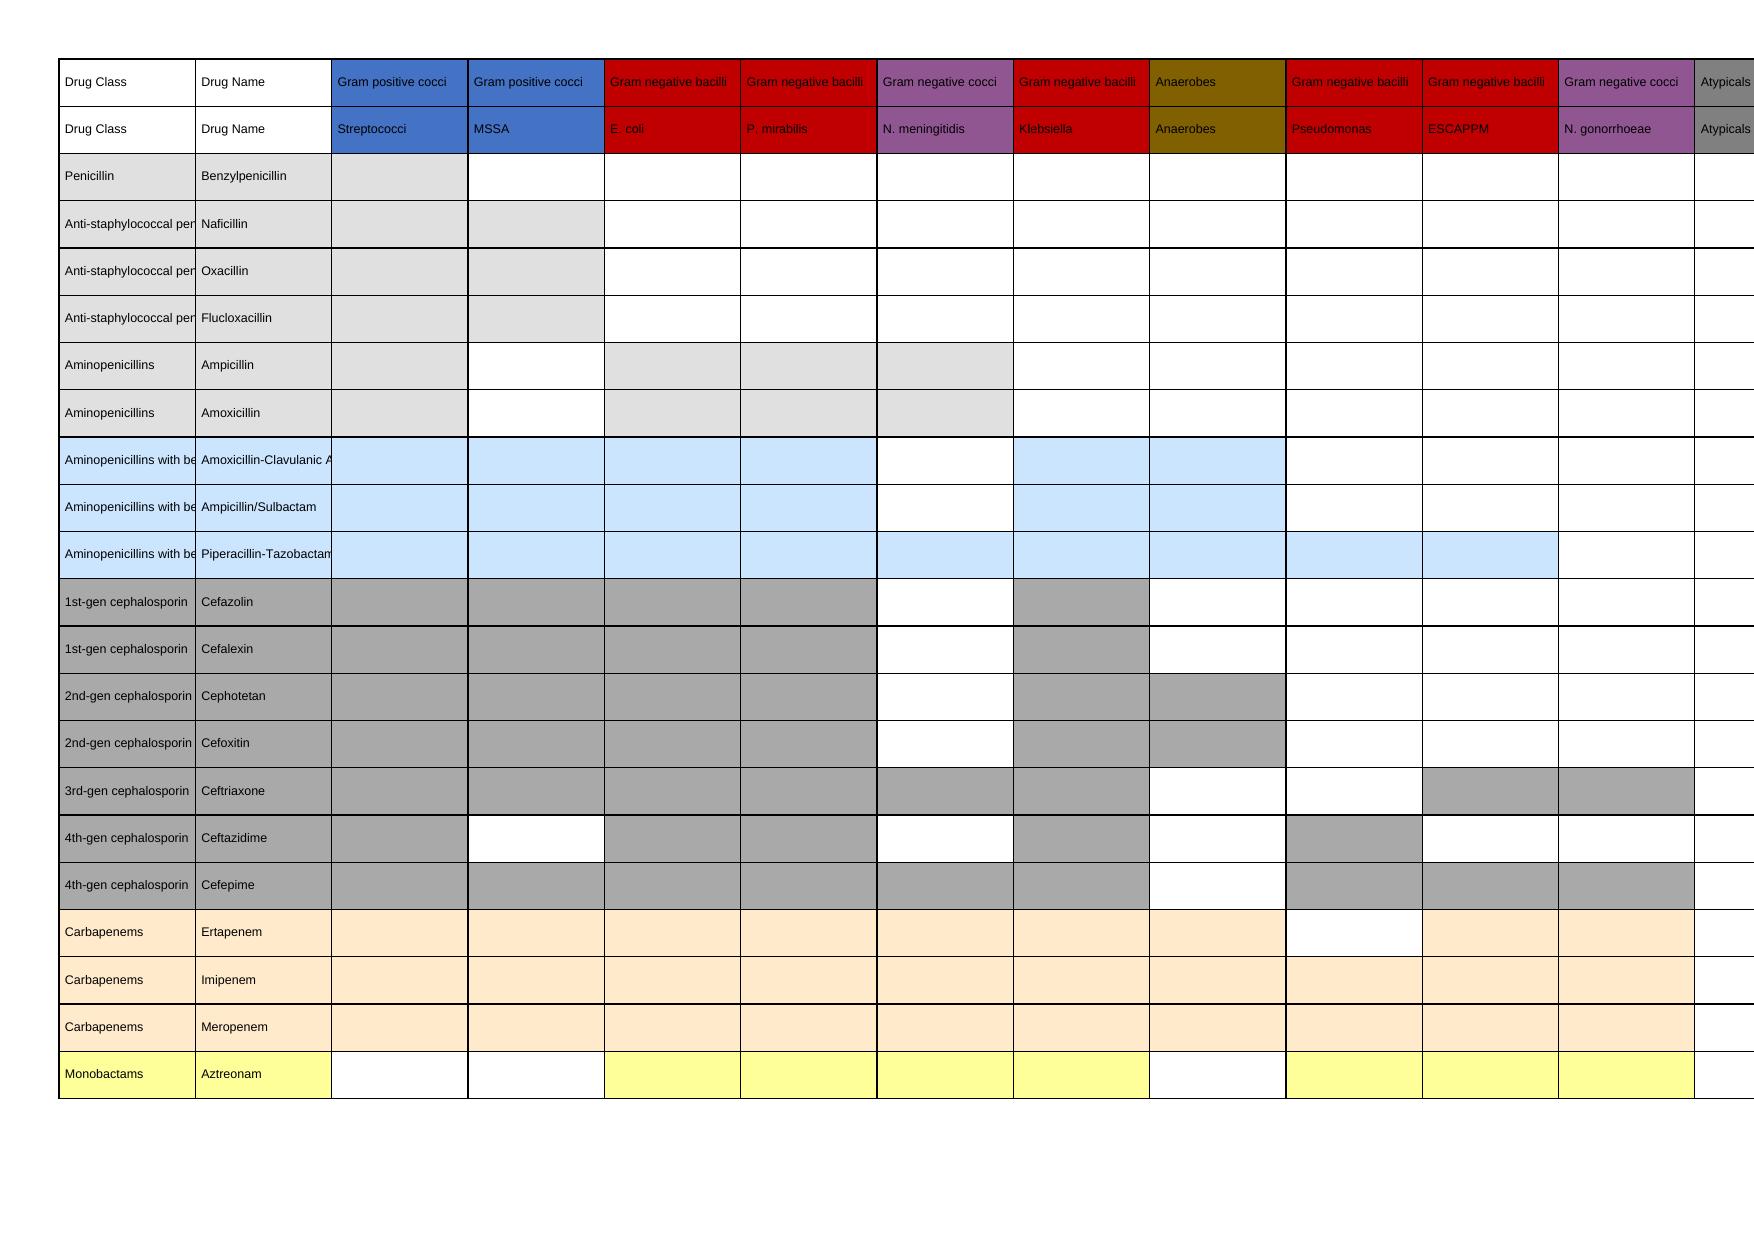 Drug Class Drug Name Gram positive cocci Gram positive cocci Gram negative bacilli Gram negative bacilli Gram negative cocci Gram negative bacilli Anaerobes Gram negative bacilli Gram negative bacilli Gram negative cocci Atypicals
Drug Class Drug Name Streptococci MSSA E. coli P. mirabilis N. meningitidis Klebsiella Anaerobes Pseudomonas ESCAPPM N. gonorrhoeae Atypicals
Penicillin Benzylpenicillin
Anti-staphylococcal pen Naficillin
Anti-staphylococcal pen Oxacillin
Anti-staphylococcal pen Flucloxacillin
Aminopenicillins Ampicillin
Aminopenicillins Amoxicillin
Aminopenicillins with be Amoxicillin-Clavulanic A
Aminopenicillins with be Ampicillin/Sulbactam
Aminopenicillins with be Piperacillin-Tazobactam
1st-gen cephalosporin Cefazolin
1st-gen cephalosporin Cefalexin
2nd-gen cephalosporin Cephotetan
2nd-gen cephalosporin Cefoxitin
3rd-gen cephalosporin Ceftriaxone
4th-gen cephalosporin Ceftazidime
4th-gen cephalosporin Cefepime
Carbapenems Ertapenem
Carbapenems Imipenem
Carbapenems Meropenem
Monobactams Aztreonam